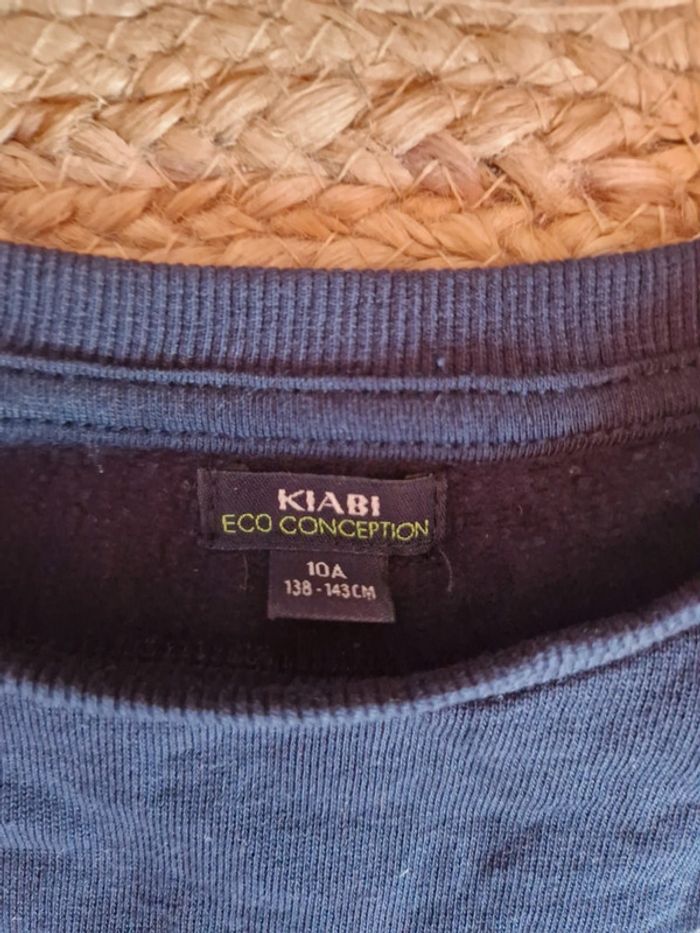 KIABI
ECO CONCEPTION
10A
138 - 143CM